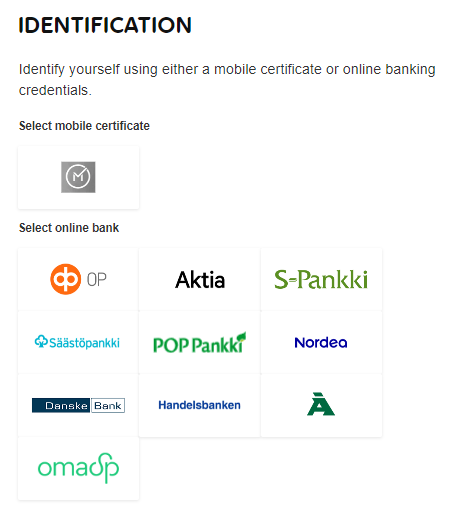 IDENTIFICATION
Identify yourself using either a mobile certificate or online banking
credentials.
Select mobile certificate
M
Select online bank
OP
Aktia
S-Pankki
Säästöpankki
POP Pankki
Nordea
Danske Bank
Handelsbanken
Å
omasp